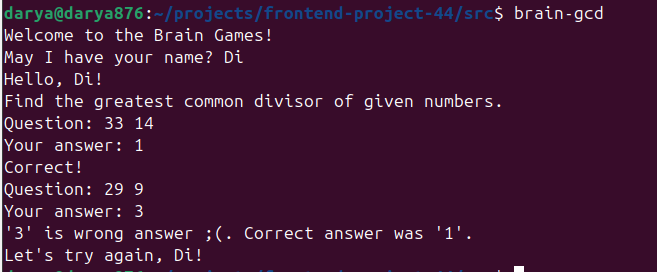 darya@darya876:~/projects/frontend-project-44/src$ brain-gcd
Welcome to the Brain Games!
May I have your name? Di
Hello, Di!
Find the greatest common divisor of given numbers.
Question: 33 14
Your answer: 1
Correct!
Question: 29 9
Your answer: 3
'3' is wrong answer ;(. Correct answer was '1'.
Let's try again, Di!